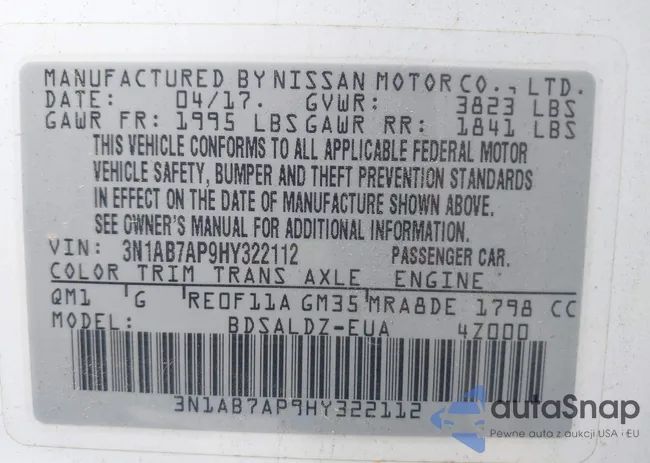 MANUFACTURED BY NISSAN MOTOR CO., LTD.
DATE: 04/17. GVWR: 3823 LBS
GAWR FR: 1995 LBS GAWR RR: 1841 LBS
THIS VEHICLE CONFORMS TO ALL APPLICABLE FEDERAL MOTOR
VEHICLE SAFETY, BUMPER AND THEFT PREVENTION STANDARDS
IN EFFECT ON THE DATE OF MANUFACTURE SHOWN ABOVE.
SEE OWNER'S MANUAL FOR ADDITIONAL INFORMATION.
VIN: 3N1AB7AP9HY322112 PASSENGER CAR.
COLOR TRIM TRANS AXLE ENGINE
QM1 G RE0F11A GM35 MRA8DE 1798 CC
MODEL: BDSALDZ-EUA 4Z000
3N1AB7AP9HY322112
autoSnap
Pewne auta z aukcji USA i EU